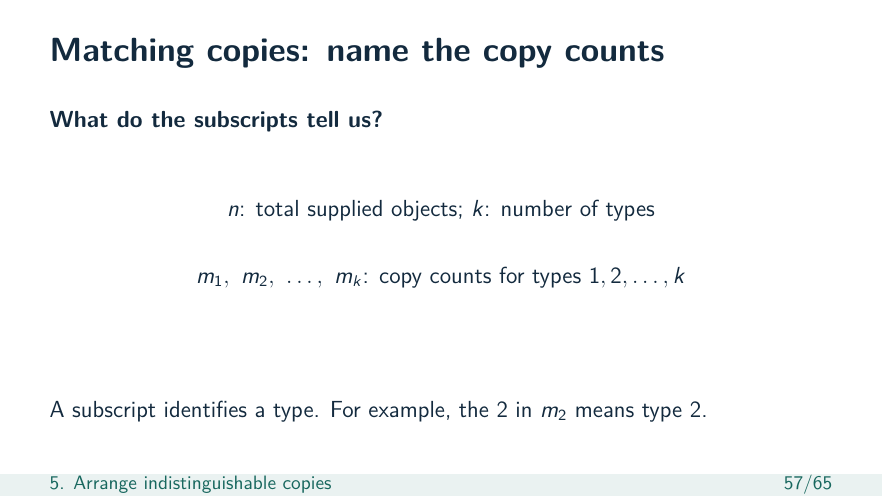 Matching copies: name the copy counts
What do the subscripts tell us?
n: total supplied objects; k: number of types
m₁, m₂, . . . , mₖ: copy counts for types 1, 2, . . . , k
A subscript identifies a type. For example, the 2 in m₂ means type 2.
5. Arrange indistinguishable copies 57/65